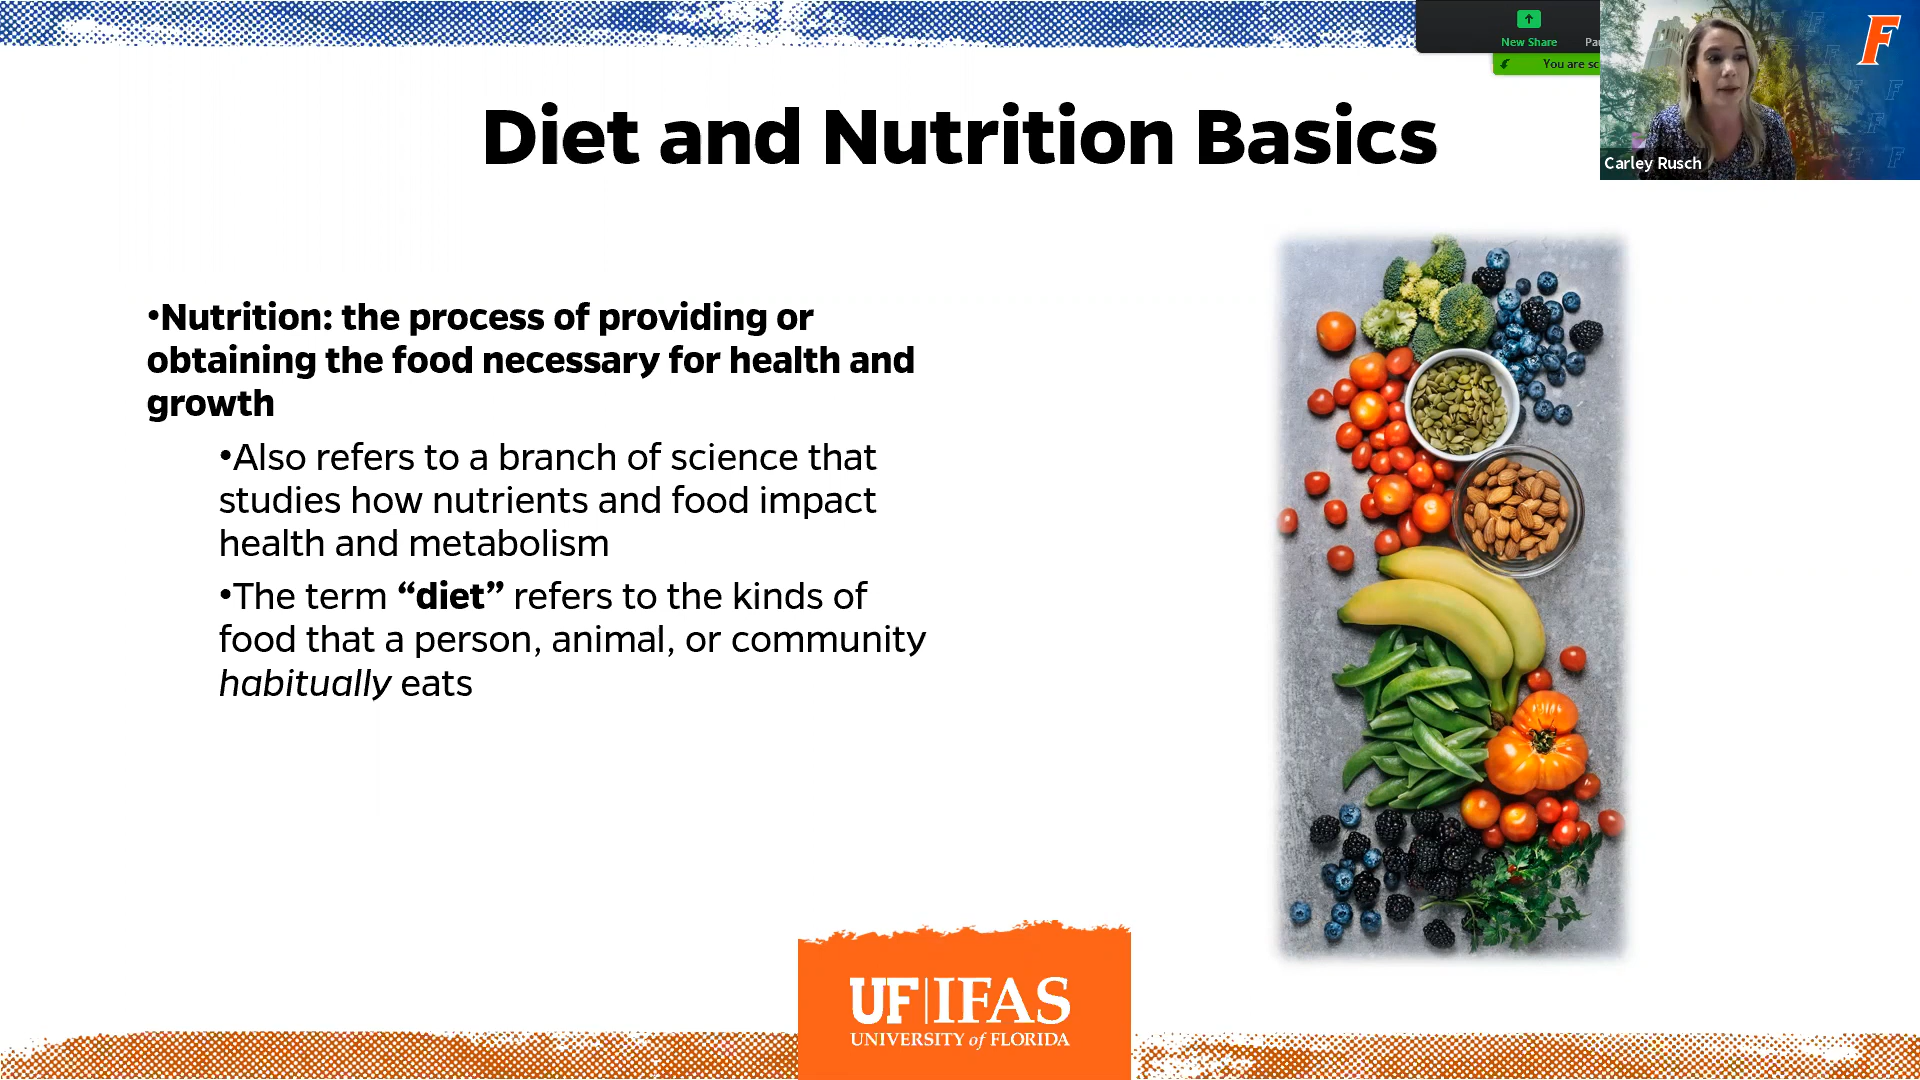 New Share
You are
Carley Rusch
F
Diet and Nutrition Basics
•Nutrition: the process of providing or
obtaining the food necessary for health and
growth
•Also refers to a branch of science that
studies how nutrients and food impact
health and metabolism
•The term “diet” refers to the kinds of
food that a person, animal, or community
habitually eats
UF|IFAS
UNIVERSITY of FLORIDA